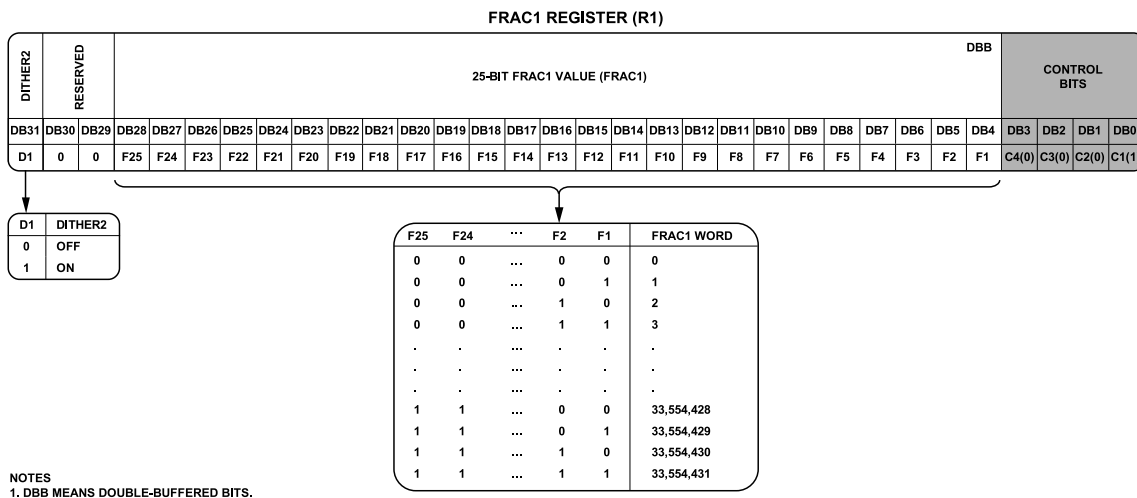 FRAC1 REGISTER (R1)
DITHER2 RESERVED 25-BIT FRAC1 VALUE (FRAC1) DBB CONTROL BITS
DB31 DB30 DB29 DB28 DB27 DB26 DB25 DB24 DB23 DB22 DB21 DB20 DB19 DB18 DB17 DB16 DB15 DB14 DB13 DB12 DB11 DB10 DB9 DB8 DB7 DB6 DB5 DB4 DB3 DB2 DB1 DB0
D1 0 0 F25 F24 F23 F22 F21 F20 F19 F18 F17 F16 F15 F14 F13 F12 F11 F10 F9 F8 F7 F6 F5 F4 F3 F2 F1 C4(0) C3(0) C2(0) C1(1
D1 DITHER2
0 OFF
1 ON
F25 F24 ... F2 F1 FRAC1 WORD
0 0 ... 0 0 0
0 0 ... 0 1 1
0 0 ... 1 0 2
0 0 ... 1 1 3
. . ... . . .
. . ... . . .
. . ... . . .
1 1 ... 0 0 33,554,428
1 1 ... 0 1 33,554,429
1 1 ... 1 0 33,554,430
1 1 ... 1 1 33,554,431
NOTES
1. DBB MEANS DOUBLE-BUFFERED BITS.